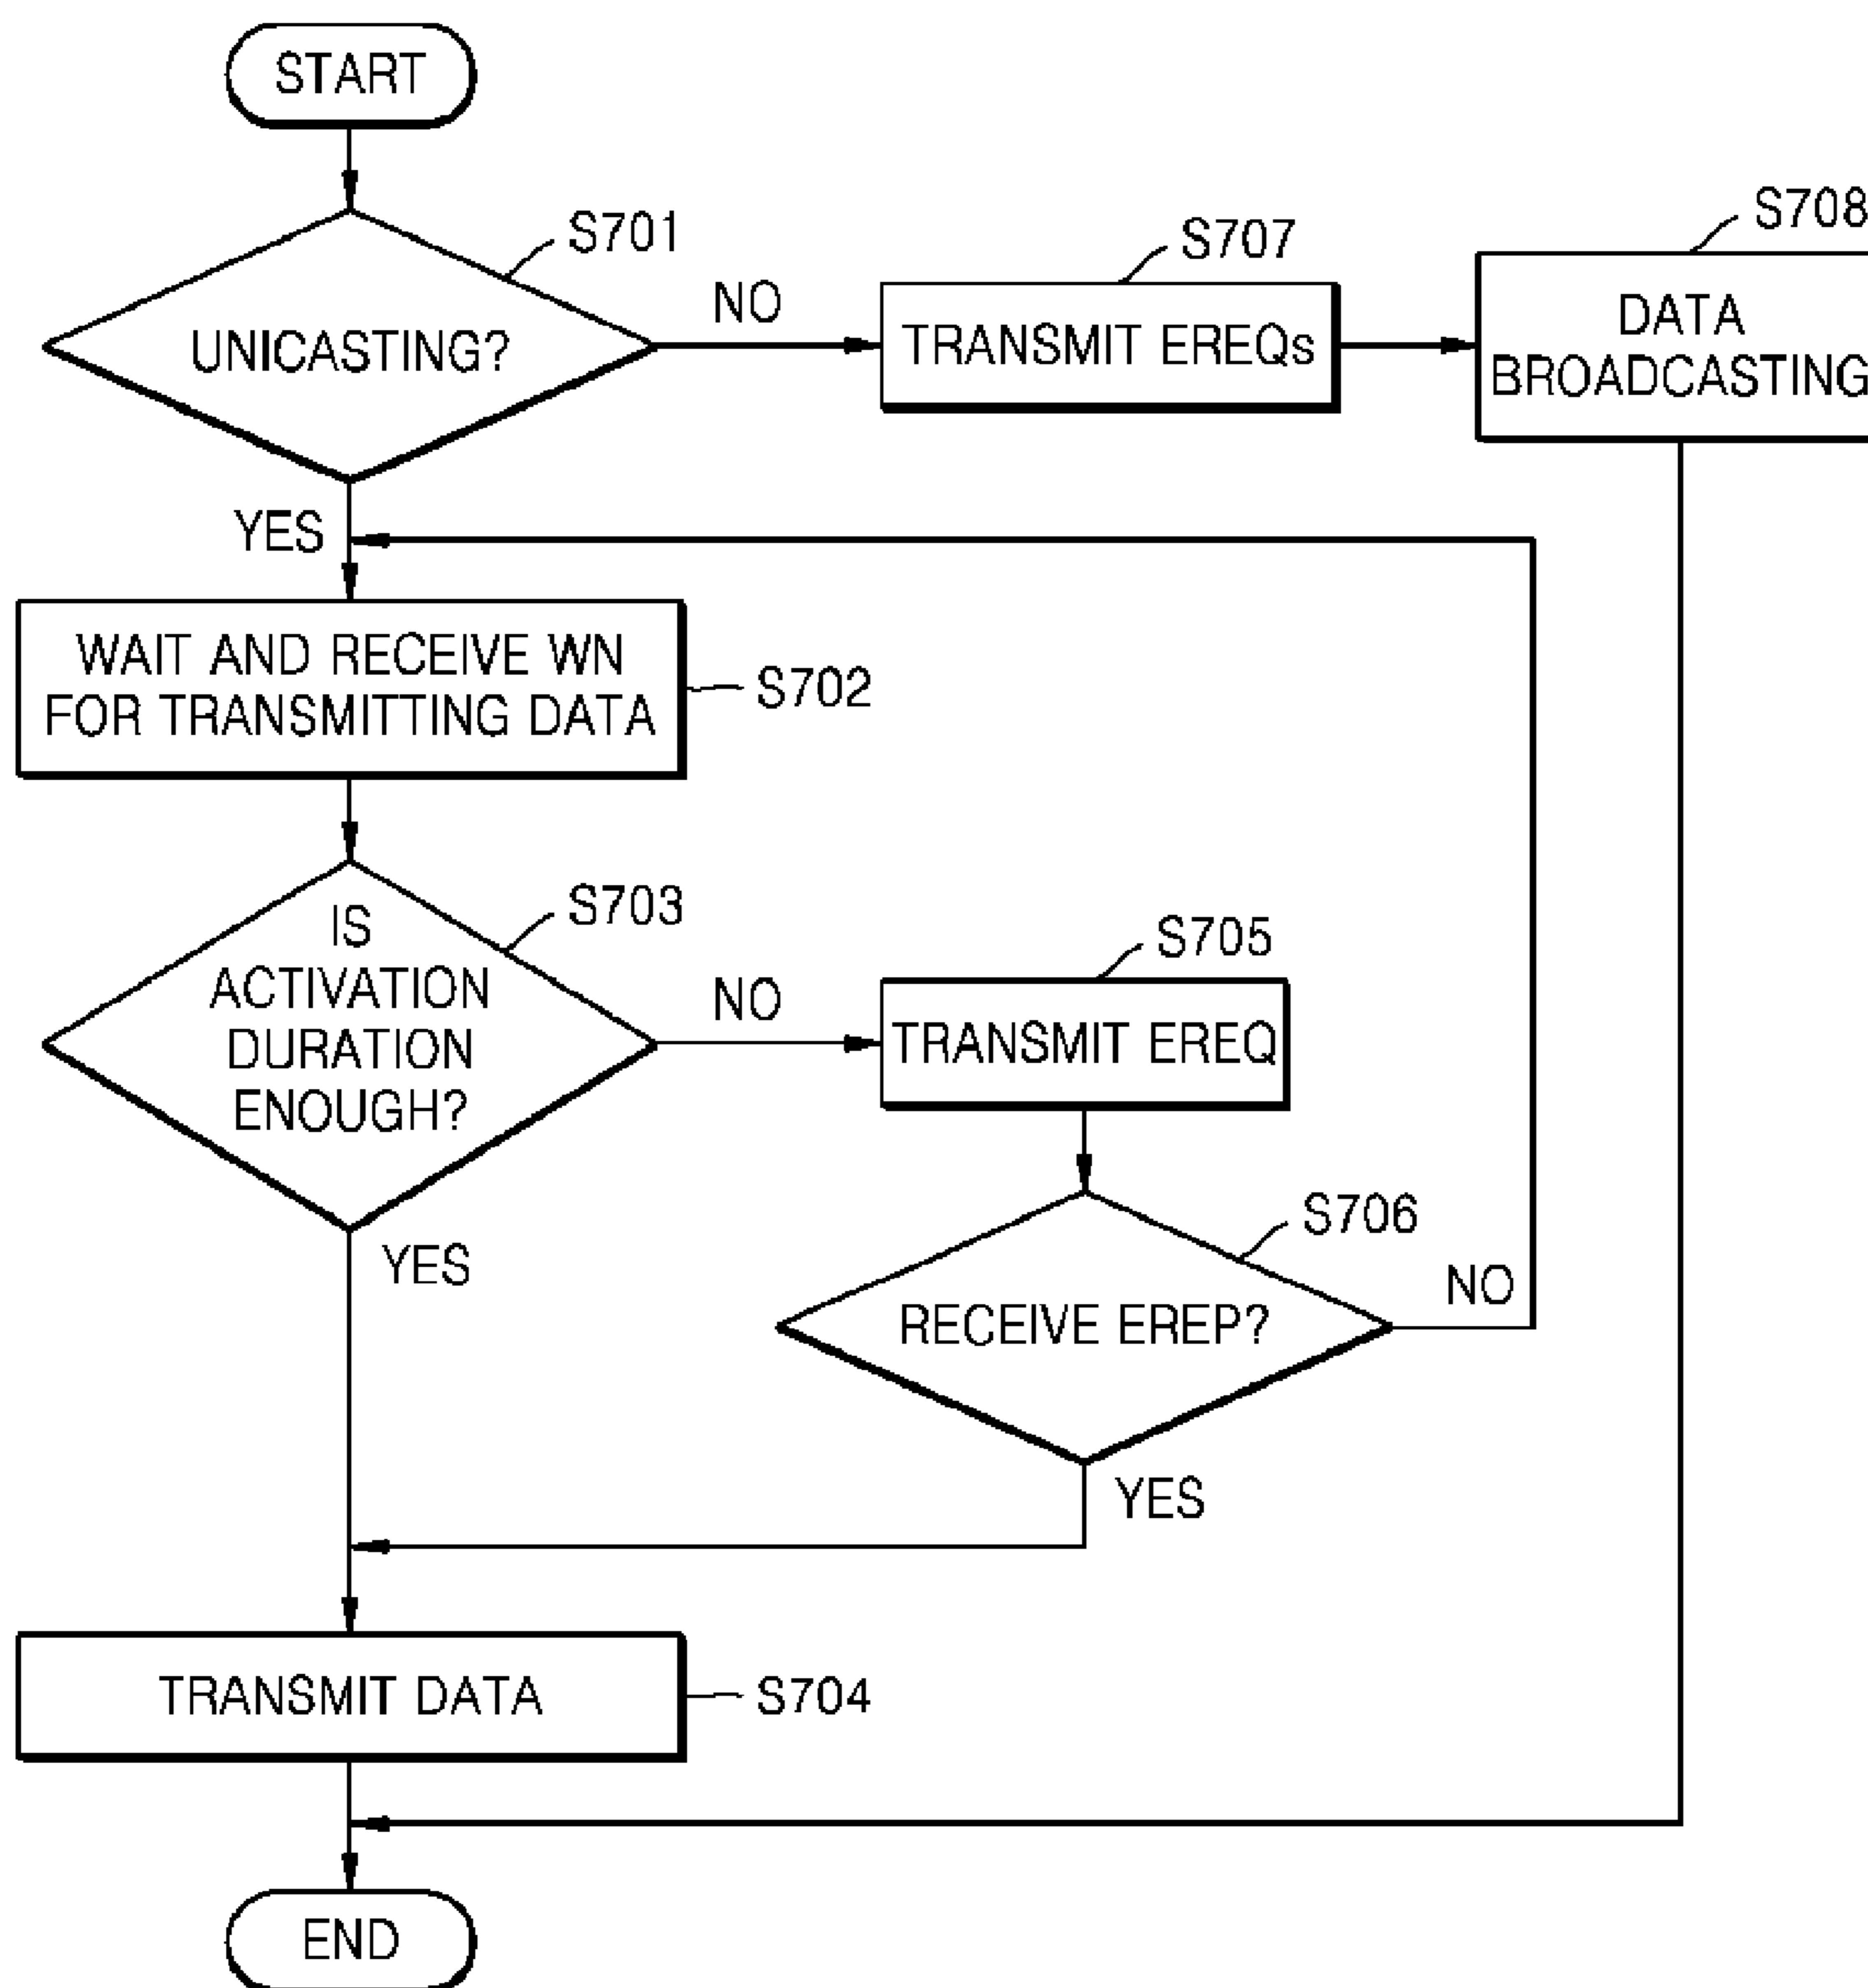 START
S701
UNICASTING?
NO
S707
TRANSMIT EREQs
S708
DATA
BROADCASTING
YES
WAIT AND RECEIVE WN
FOR TRANSMITTING DATA
S702
S703
IS
ACTIVATION
DURATION
ENOUGH?
NO
S705
TRANSMIT EREQ
YES
S706
RECEIVE EREP?
NO
YES
TRANSMIT DATA
S704
END